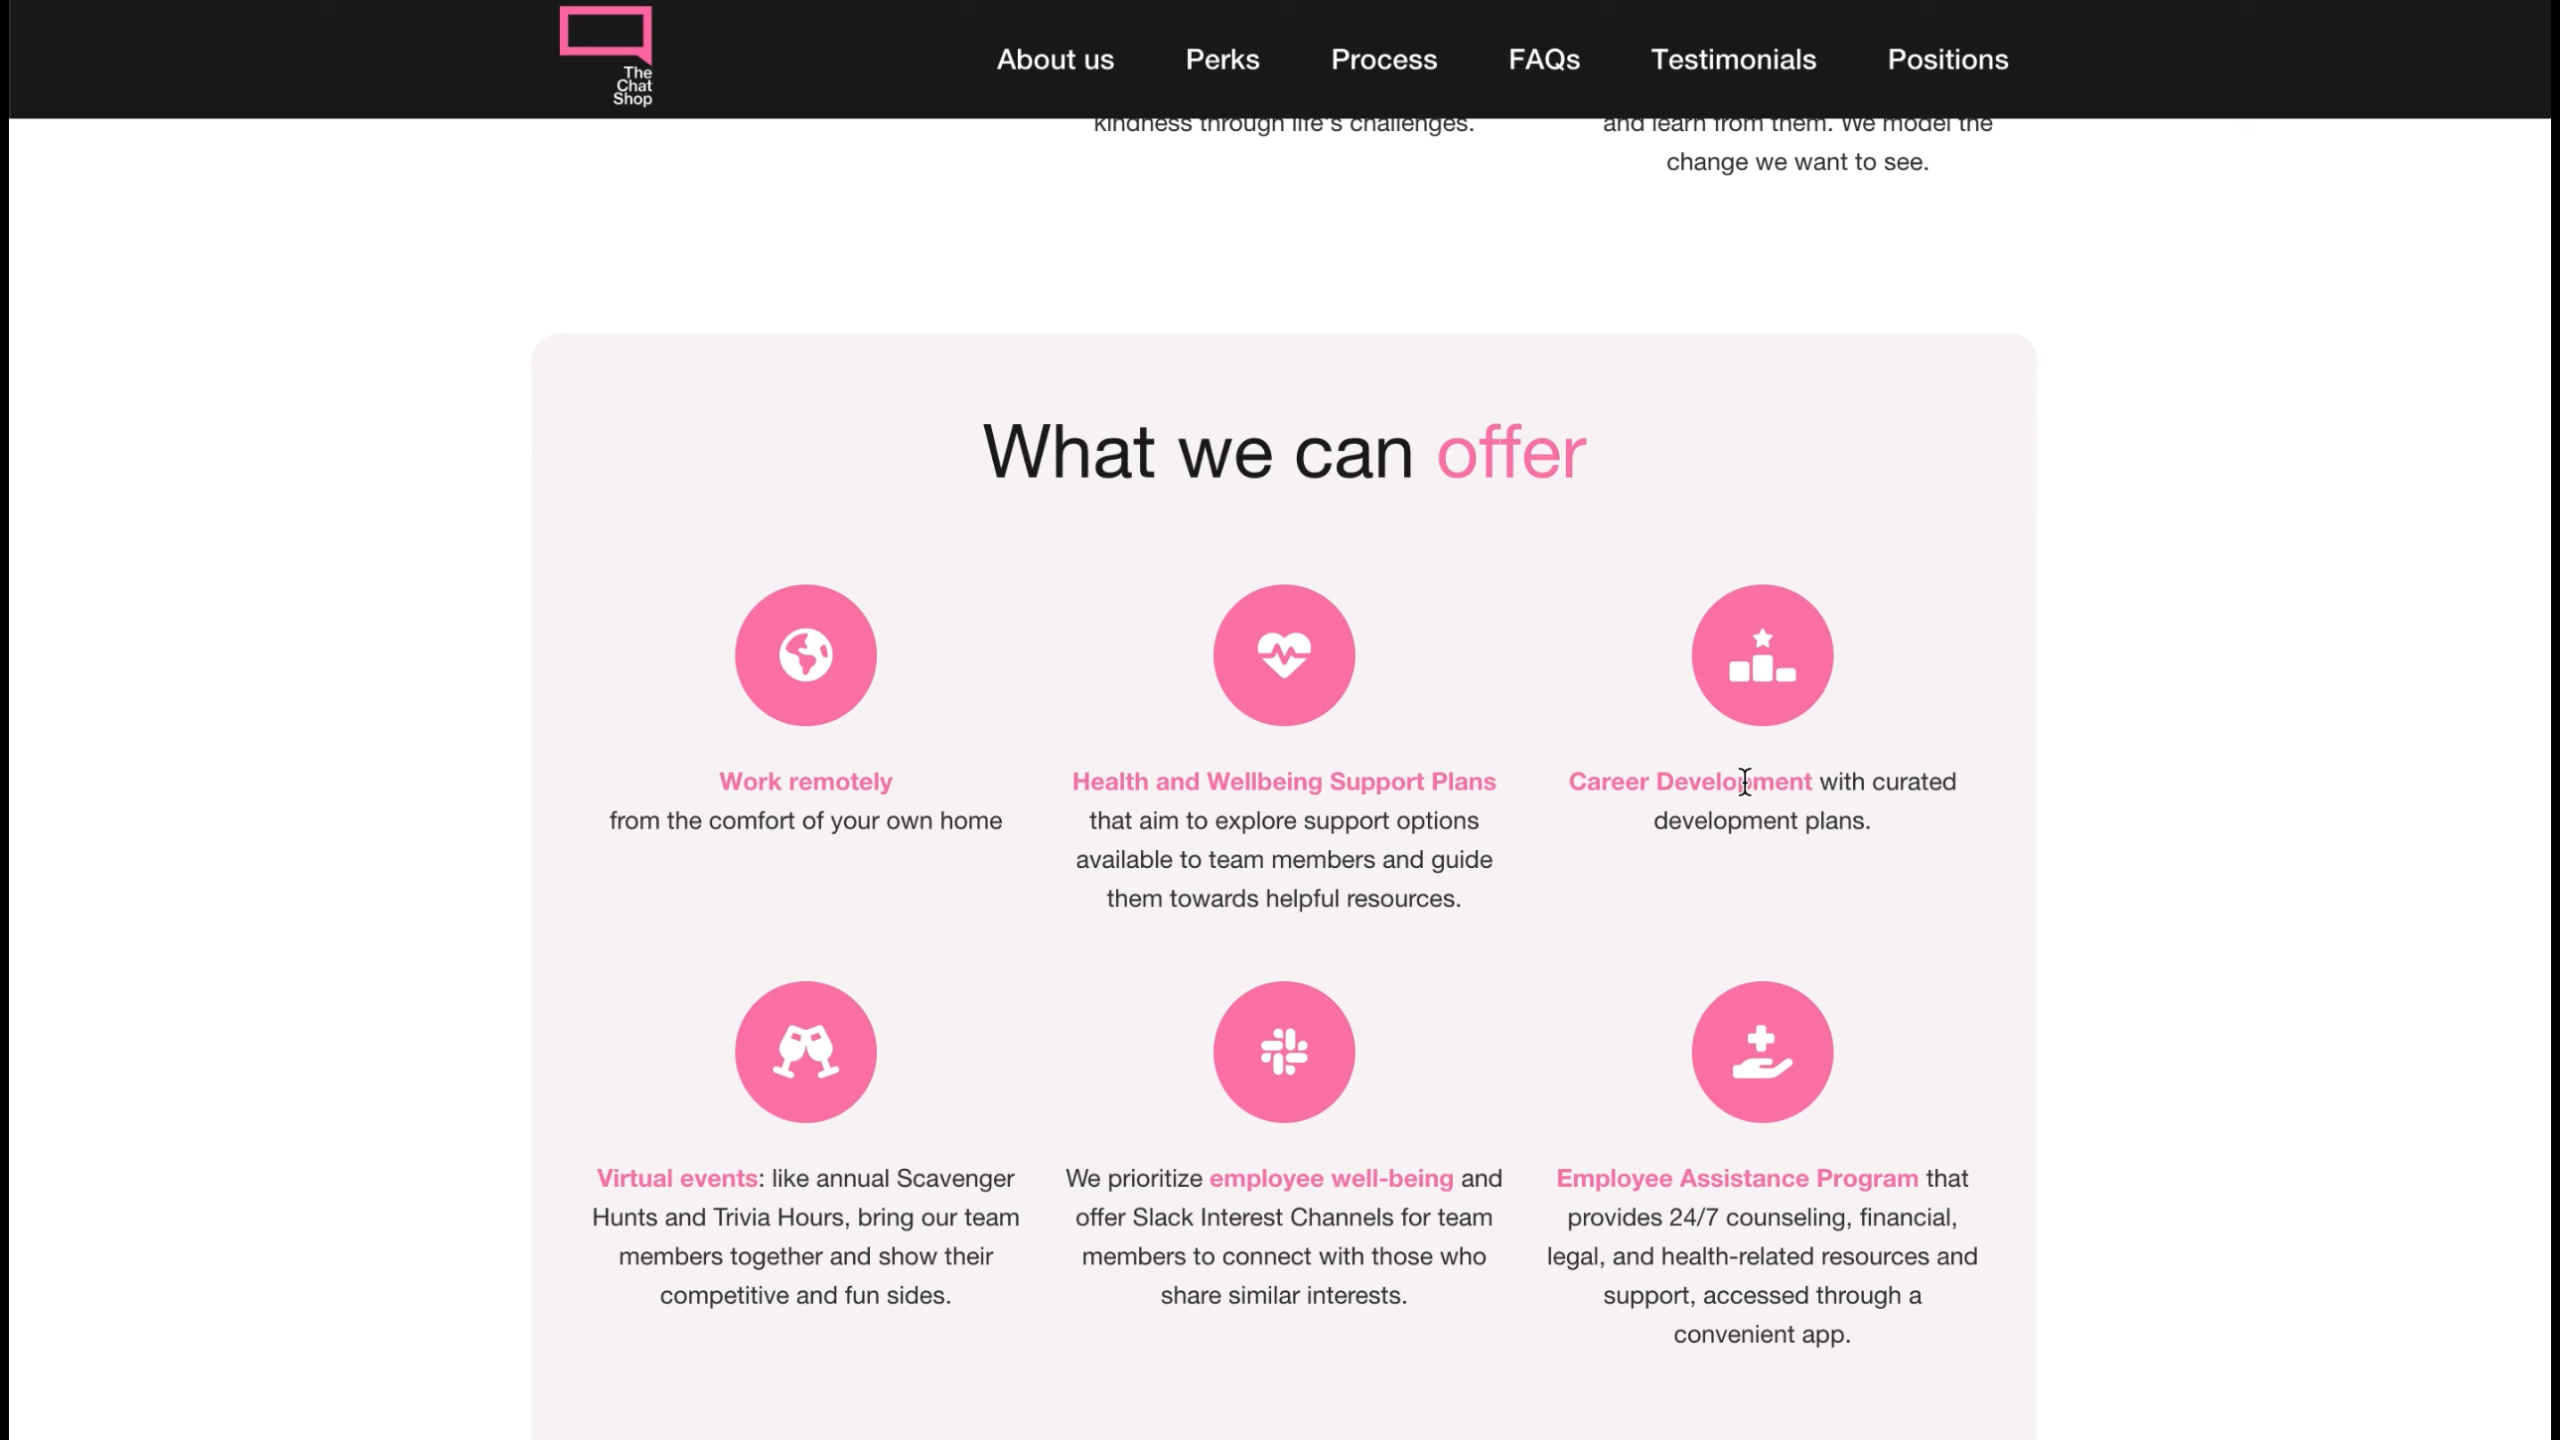 The
Chat
Shop
About us
Perks
Process
FAQs
Testimonials
Positions
kindness through life's challenges.
and learn from them. We model the
change we want to see.
What we can offer
Work remotely
from the comfort of your own home
Health and Wellbeing Support Plans
that aim to explore support options
available to team members and guide
them towards helpful resources.
Career Development with curated
development plans.
Virtual events: like annual Scavenger
Hunts and Trivia Hours, bring our team
members together and show their
competitive and fun sides.
We prioritize employee well-being and
offer Slack Interest Channels for team
members to connect with those who
share similar interests.
Employee Assistance Program that
provides 24/7 counseling, financial,
legal, and health-related resources and
support, accessed through a
convenient app.